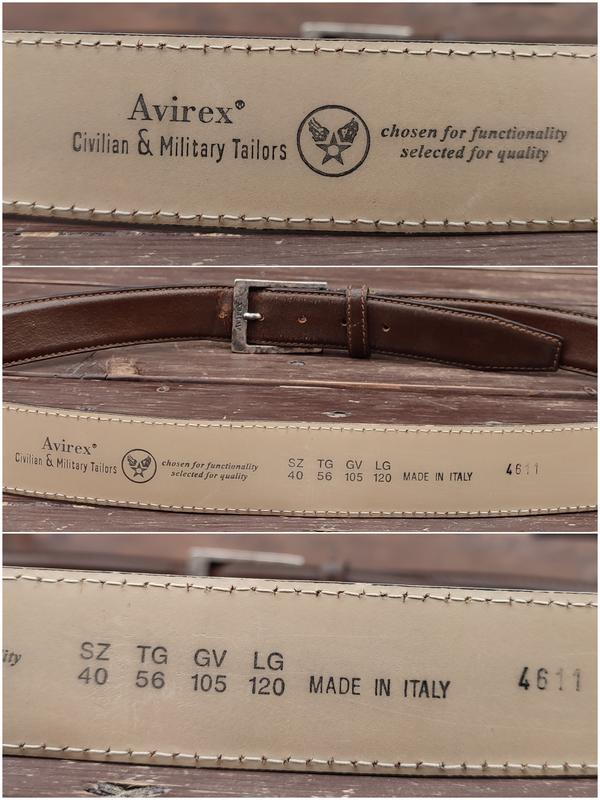 Avirex®
Civilian & Military Tailors
chosen for functionality
selected for quality
Avirex
Avirex®
Civilian & Military Tailors
chosen for functionality
selected for quality
SZ TG GV LG
40 56 105 120 MADE IN ITALY
4611
ity
SZ TG GV LG
40 56 105 120 MADE IN ITALY
4611